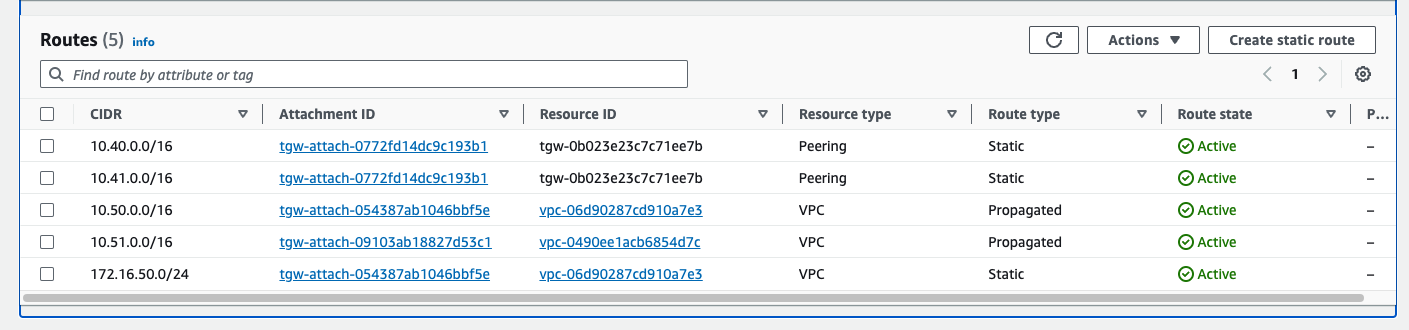 Routes (5) info
Actions Create static route
Find route by attribute or tag
1
CIDR Attachment ID Resource ID Resource type Route type Route state P...
10.40.0.0/16 tgw-attach-0772fd14dc9c193b1 tgw-0b023e23c7c71ee7b Peering Static Active –
10.41.0.0/16 tgw-attach-0772fd14dc9c193b1 tgw-0b023e23c7c71ee7b Peering Static Active –
10.50.0.0/16 tgw-attach-054387ab1046bbf5e vpc-06d90287cd910a7e3 VPC Propagated Active –
10.51.0.0/16 tgw-attach-09103ab18827d53c1 vpc-0490ee1acb6854d7c VPC Propagated Active –
172.16.50.0/24 tgw-attach-054387ab1046bbf5e vpc-06d90287cd910a7e3 VPC Static Active –